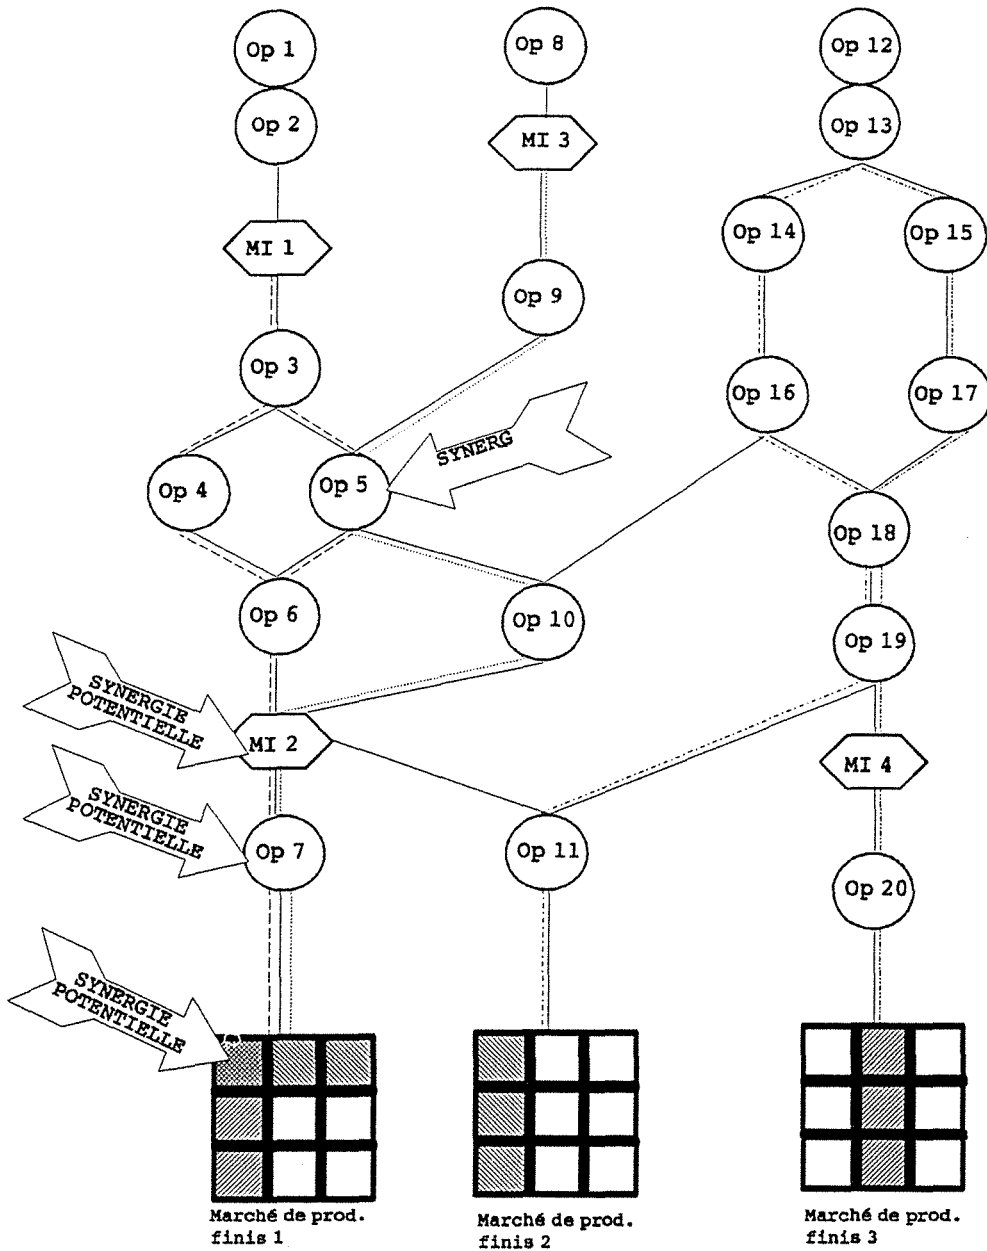 Op 1
Op 8
Op 12
Op 2
MI 3
Op 13
MI 1
Op 14
Op 15
Op 9
Op 3
Op 16
Op 17
SYNERG
Op 4
Op 5
Op 18
Op 6
Op 10
Op 19
SYNERGIE
POTENTIELLE
MI 2
MI 4
SYNERGIE
POTENTIELLE
Op 7
Op 11
Op 20
SYNERGIE
POTENTIELLE
Marché de prod.
finis 1
Marché de prod.
finis 2
Marché de prod.
finis 3